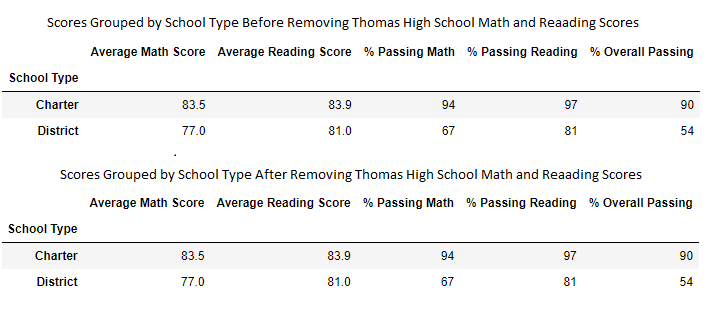 Scores Grouped by School Type Before Removing Thomas High School Math and Reaading Scores
Average Math Score Average Reading Score % Passing Math % Passing Reading % Overall Passing
School Type
Charter 83.5 83.9 94 97 90
District 77.0 81.0 67 81 54
.
Scores Grouped by School Type After Removing Thomas High School Math and Reaading Scores
Average Math Score Average Reading Score % Passing Math % Passing Reading % Overall Passing
School Type
Charter 83.5 83.9 94 97 90
District 77.0 81.0 67 81 54